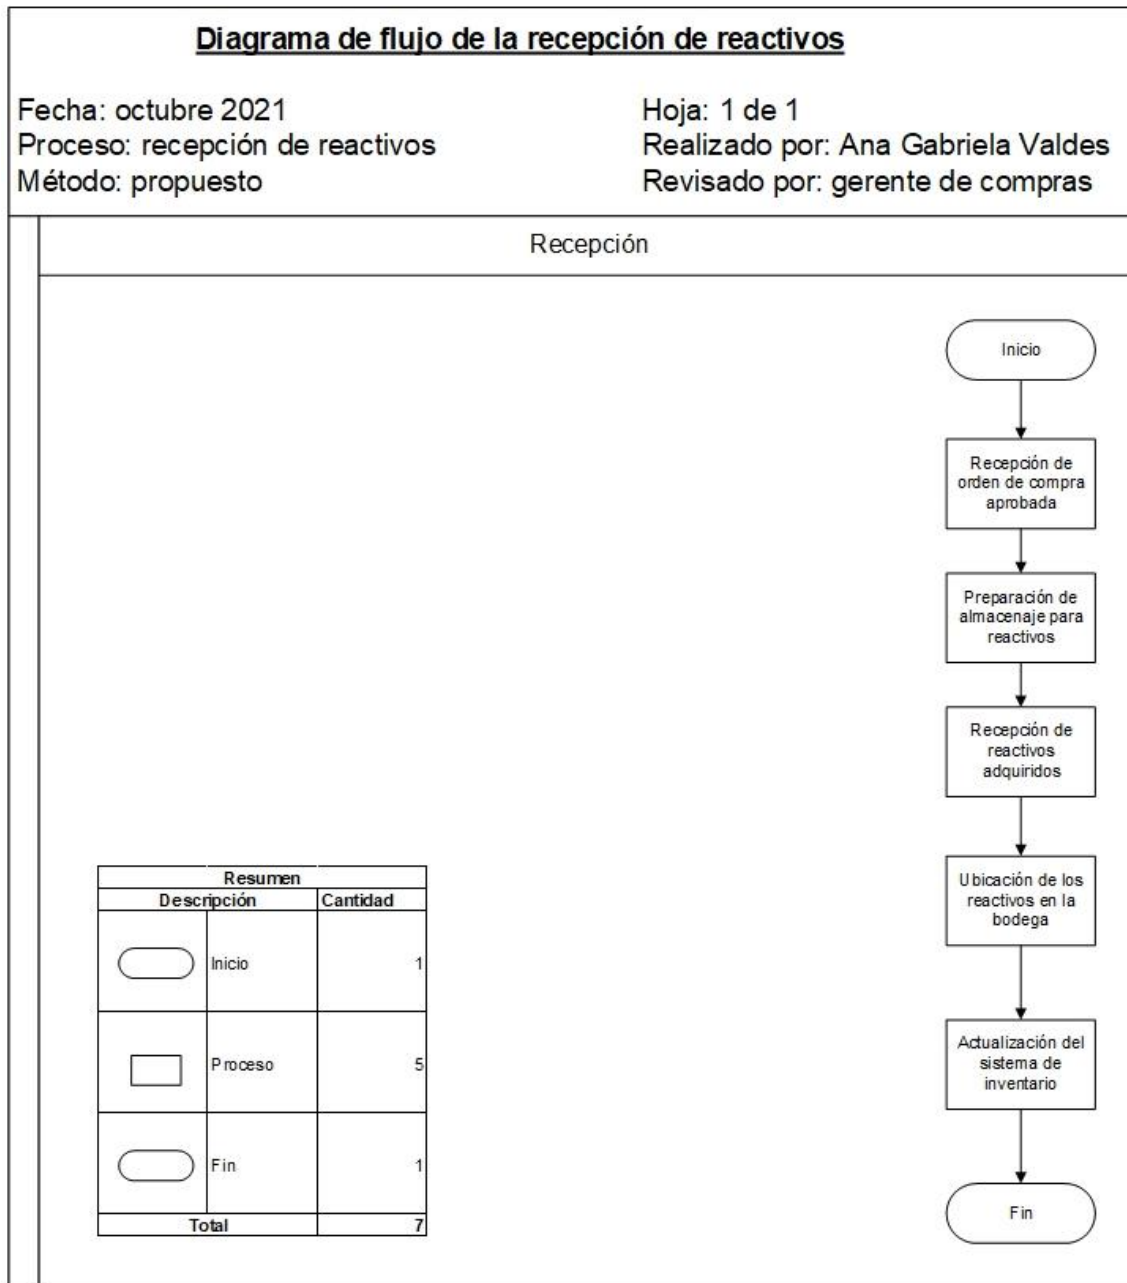 Diagrama de flujo de la recepción de reactivos
Fecha: octubre 2021
Hoja: 1 de 1
Proceso: recepción de reactivos
Realizado por: Ana Gabriela Valdes
Método: propuesto
Revisado por: gerente de compras
Recepción
Inicio
Recepción de
orden de compra
aprobada
Preparación de
almacenaje para
reactivos
Recepción de
reactivos
adquiridos
Ubicación de los
reactivos en la
bodega
Actualización del
sistema de
inventario
Fin
Resumen
Descripción Cantidad
Inicio 1
Proceso 5
Fin 1
Total 7